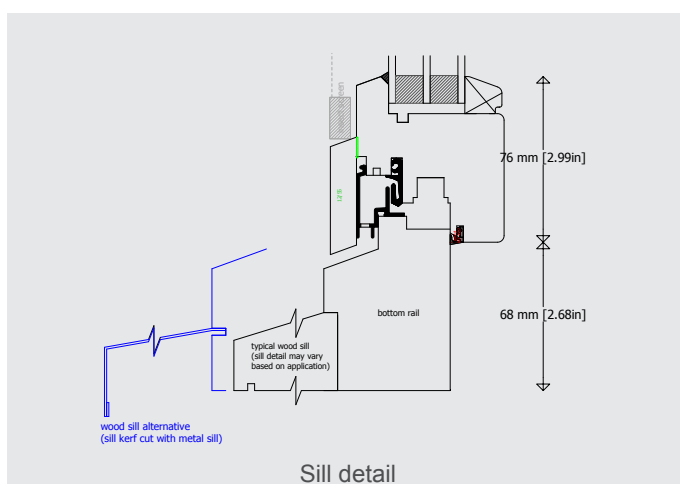 76 mm [2.99in]
bottom rail
68 mm [2.68in]
typical wood sill
(sill detail may vary
based on application)
wood sill alternative
(sill kerf cut with metal sill)
Sill detail